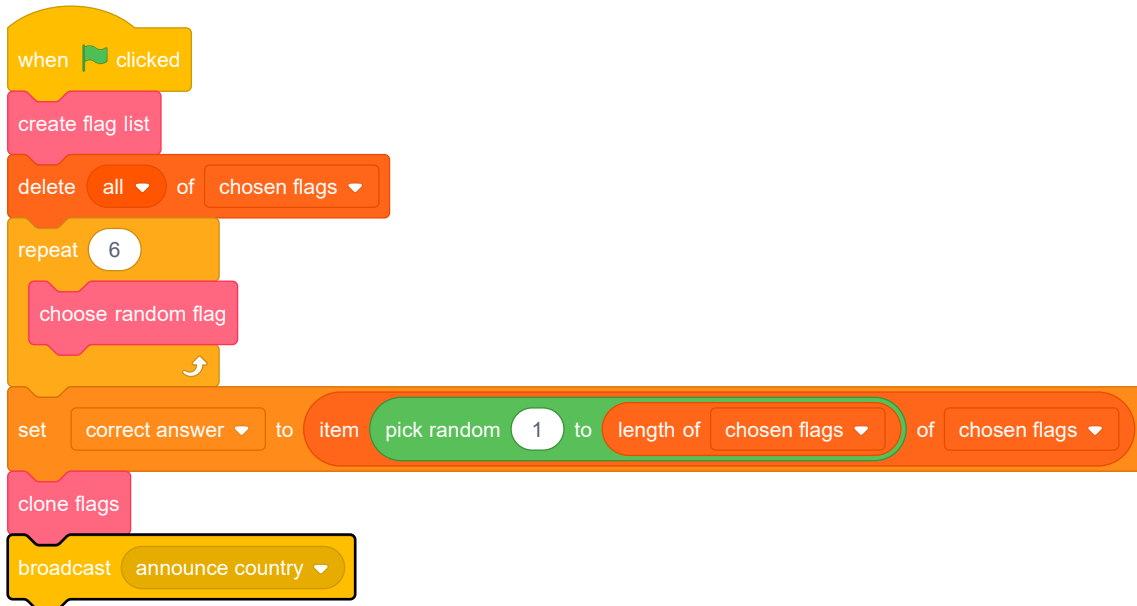 when clicked
create flag list
delete all of chosen flags
repeat 6
choose random flag
set correct answer to item pick random 1 to length of chosen flags of chosen flags
clone flags
broadcast announce country